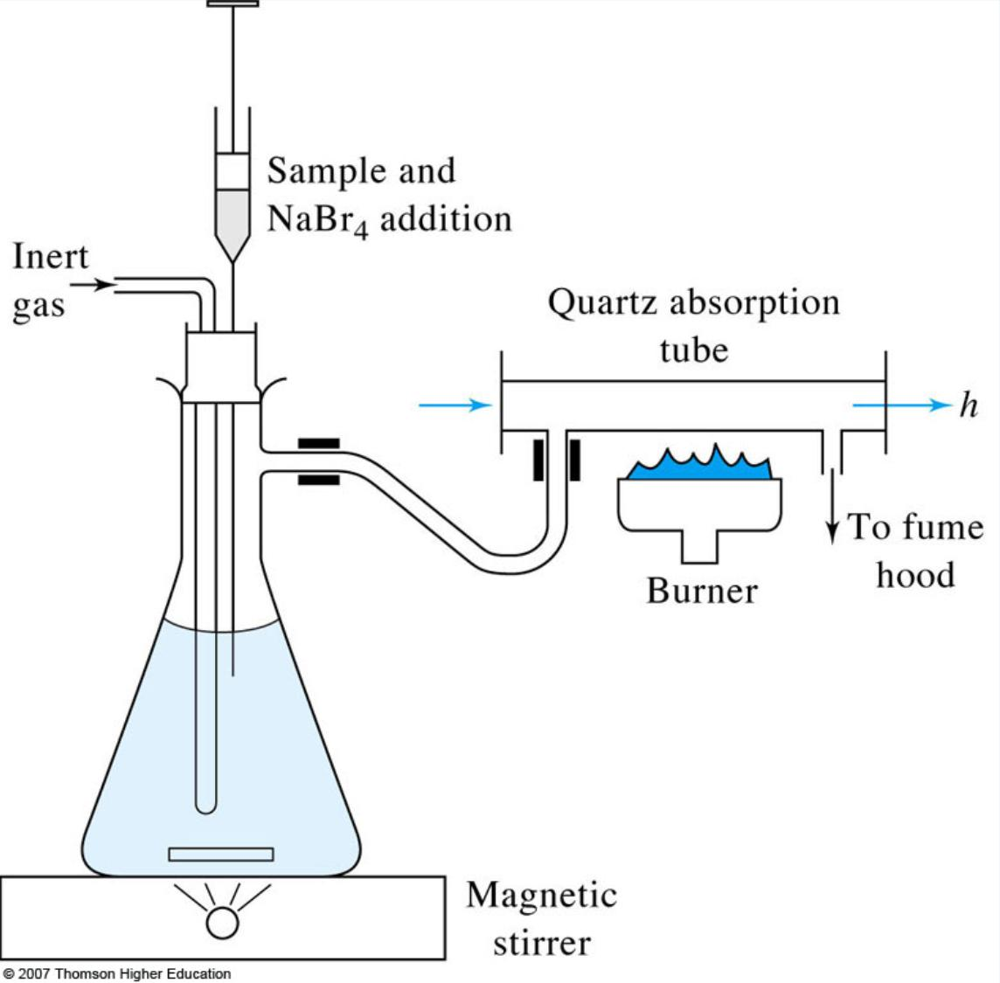 Sample and
NaBr₄ addition
Inert
gas
Quartz absorption
tube
h
To fume
hood
Burner
Magnetic
stirrer
© 2007 Thomson Higher Education